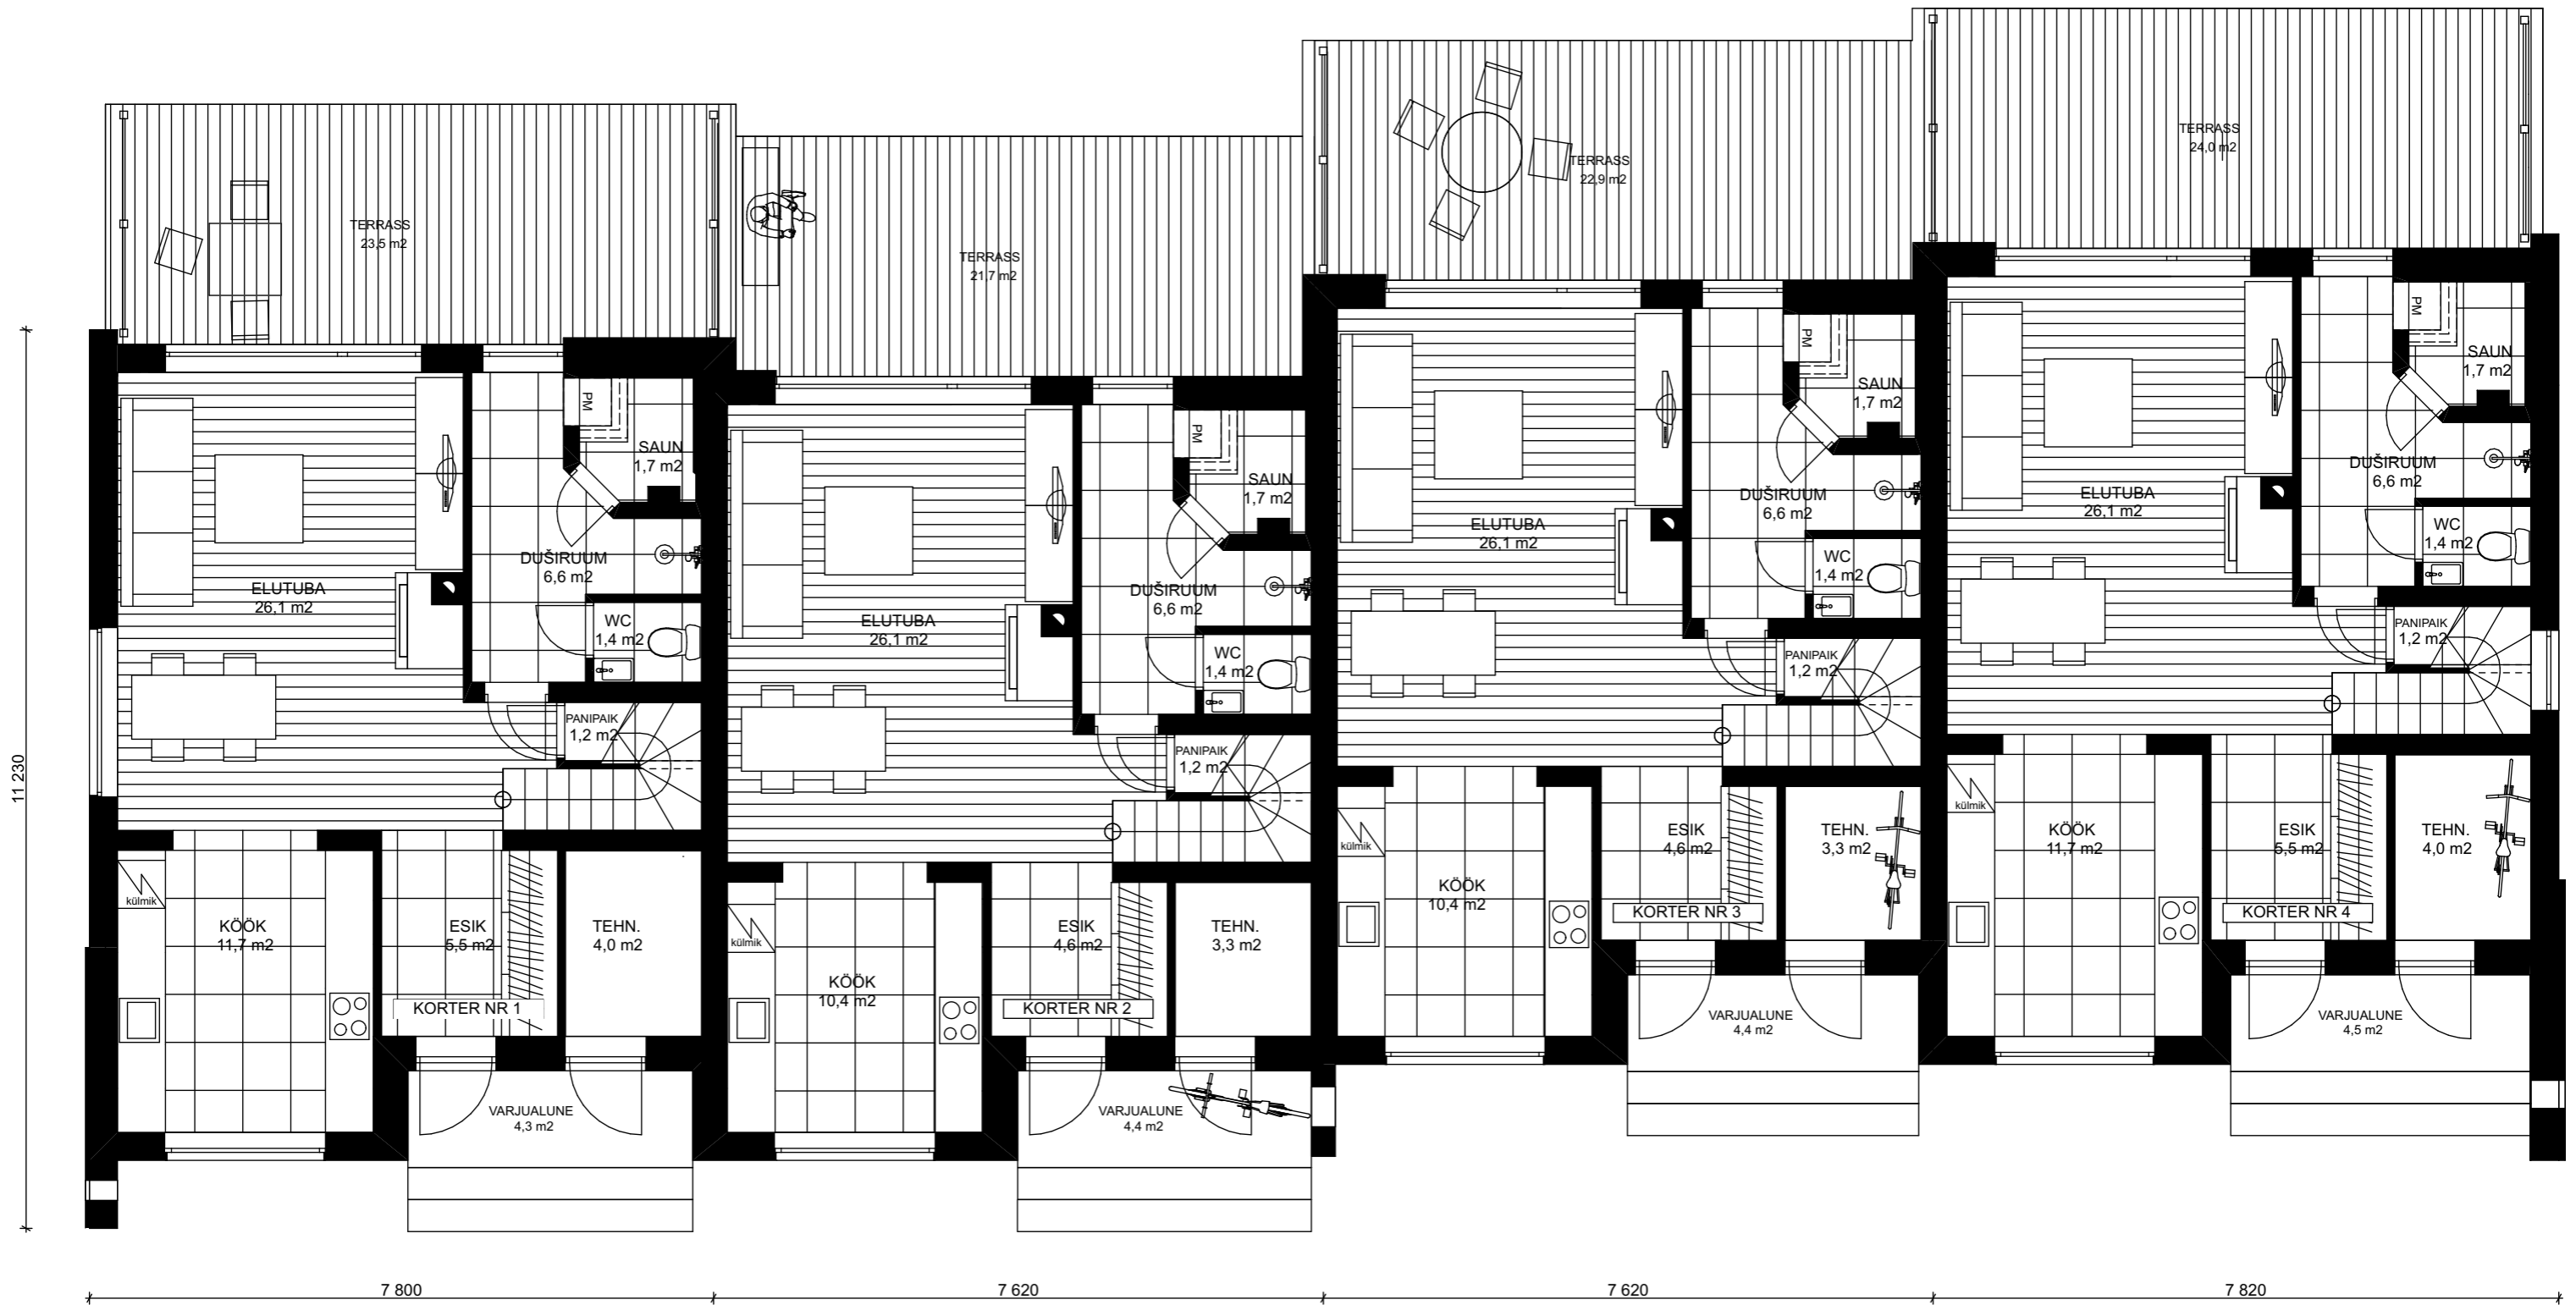 TERRASS
23,5 m2
TERRASS
21,7 m2
TERRASS
22,9 m2
TERRASS
24,0 m2
PM
SAUN
1,7 m2
DUŠIRUUM
6,6 m2
ELUTUBA
26,1 m2
WC
1,4 m2
PANIPAIK
1,2 m2
külmik
KÖÖK
11,7 m2
ESIK
5,5 m2
TEHN.
4,0 m2
KORTER NR 1
VARJUALUNE
4,3 m2
PM
SAUN
1,7 m2
DUŠIRUUM
6,6 m2
ELUTUBA
26,1 m2
WC
1,4 m2
PANIPAIK
1,2 m2
külmik
KÖÖK
10,4 m2
ESIK
4,6 m2
TEHN.
3,3 m2
KORTER NR 2
VARJUALUNE
4,4 m2
PM
SAUN
1,7 m2
DUŠIRUUM
6,6 m2
ELUTUBA
26,1 m2
WC
1,4 m2
PANIPAIK
1,2 m2
külmik
KÖÖK
10,4 m2
ESIK
4,6 m2
TEHN.
3,3 m2
KORTER NR 3
VARJUALUNE
4,4 m2
PM
SAUN
1,7 m2
DUŠIRUUM
6,6 m2
ELUTUBA
26,1 m2
WC
1,4 m2
PANIPAIK
1,2 m2
külmik
KÖÖK
11,7 m2
ESIK
5,5 m2
TEHN.
4,0 m2
KORTER NR 4
VARJUALUNE
4,5 m2
11 230
7 800
7 620
7 620
7 820